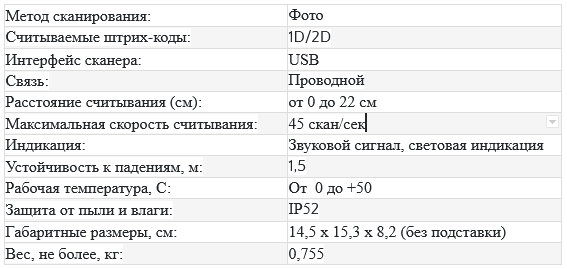 Метод сканирования: Фото
Считываемые штрих-коды: 1D/2D
Интерфейс сканера: USB
Связь: Проводной
Расстояние считывания (см): от 0 до 22 см
Максимальная скорость считывания: 45 скан/сек
Индикация: Звуковой сигнал, световая индикация
Устойчивость к падениям, м: 1,5
Рабочая температура, С: От  0 до +50
Защита от пыли и влаги: IP52
Габаритные размеры, см: 14,5 х 15,3 х 8,2 (без подставки)
Вес, не более, кг: 0,755